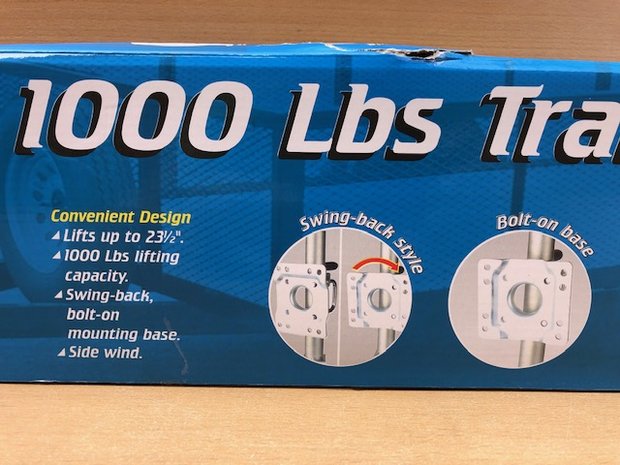 1000 Lbs Tra
Convenient Design
Lifts up to 23½".
1000 Lbs lifting
capacity.
Swing-back,
bolt-on
mounting base.
Side wind.
Swing-back style
Bolt-on base